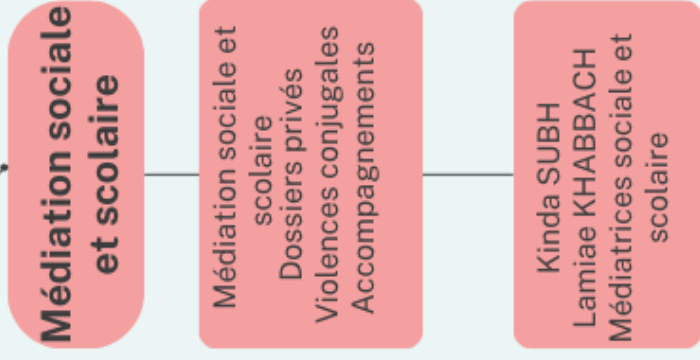 Médiation sociale
et scolaire
Médiation sociale et
scolaire
Dossiers privés
Violences conjugales
Accompagnements
Kinda SUBH
Lamiae KHABBACH
Médiatrices sociale et
scolaire